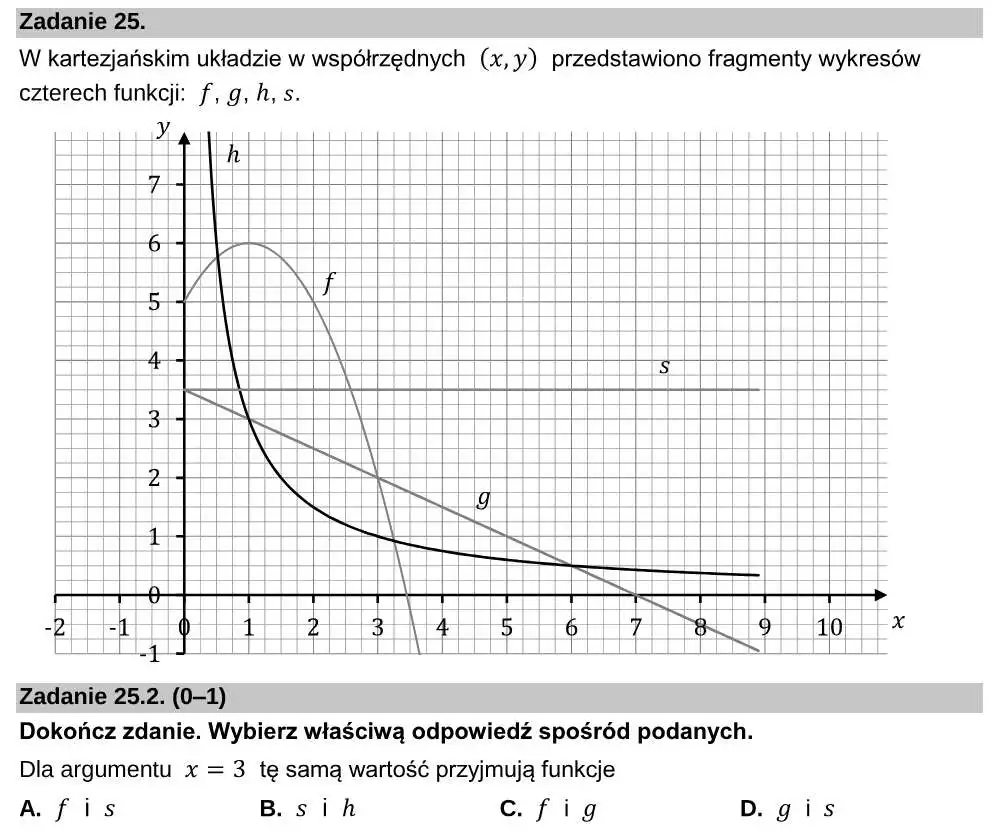 Zadanie 25.
W kartezjańskim układzie w współrzędnych (x, y) przedstawiono fragmenty wykresów
czterech funkcji: f, g, h, s.
y
h
7
6
f
5
s
4
3
2
g
1
0
-2 -1 0 1 2 3 4 5 6 7 8 9 10 x
-1
Zadanie 25.2. (0–1)
Dokończ zdanie. Wybierz właściwą odpowiedź spośród podanych.
Dla argumentu x = 3 tę samą wartość przyjmują funkcje
A. f i s B. s i h C. f i g D. g i s